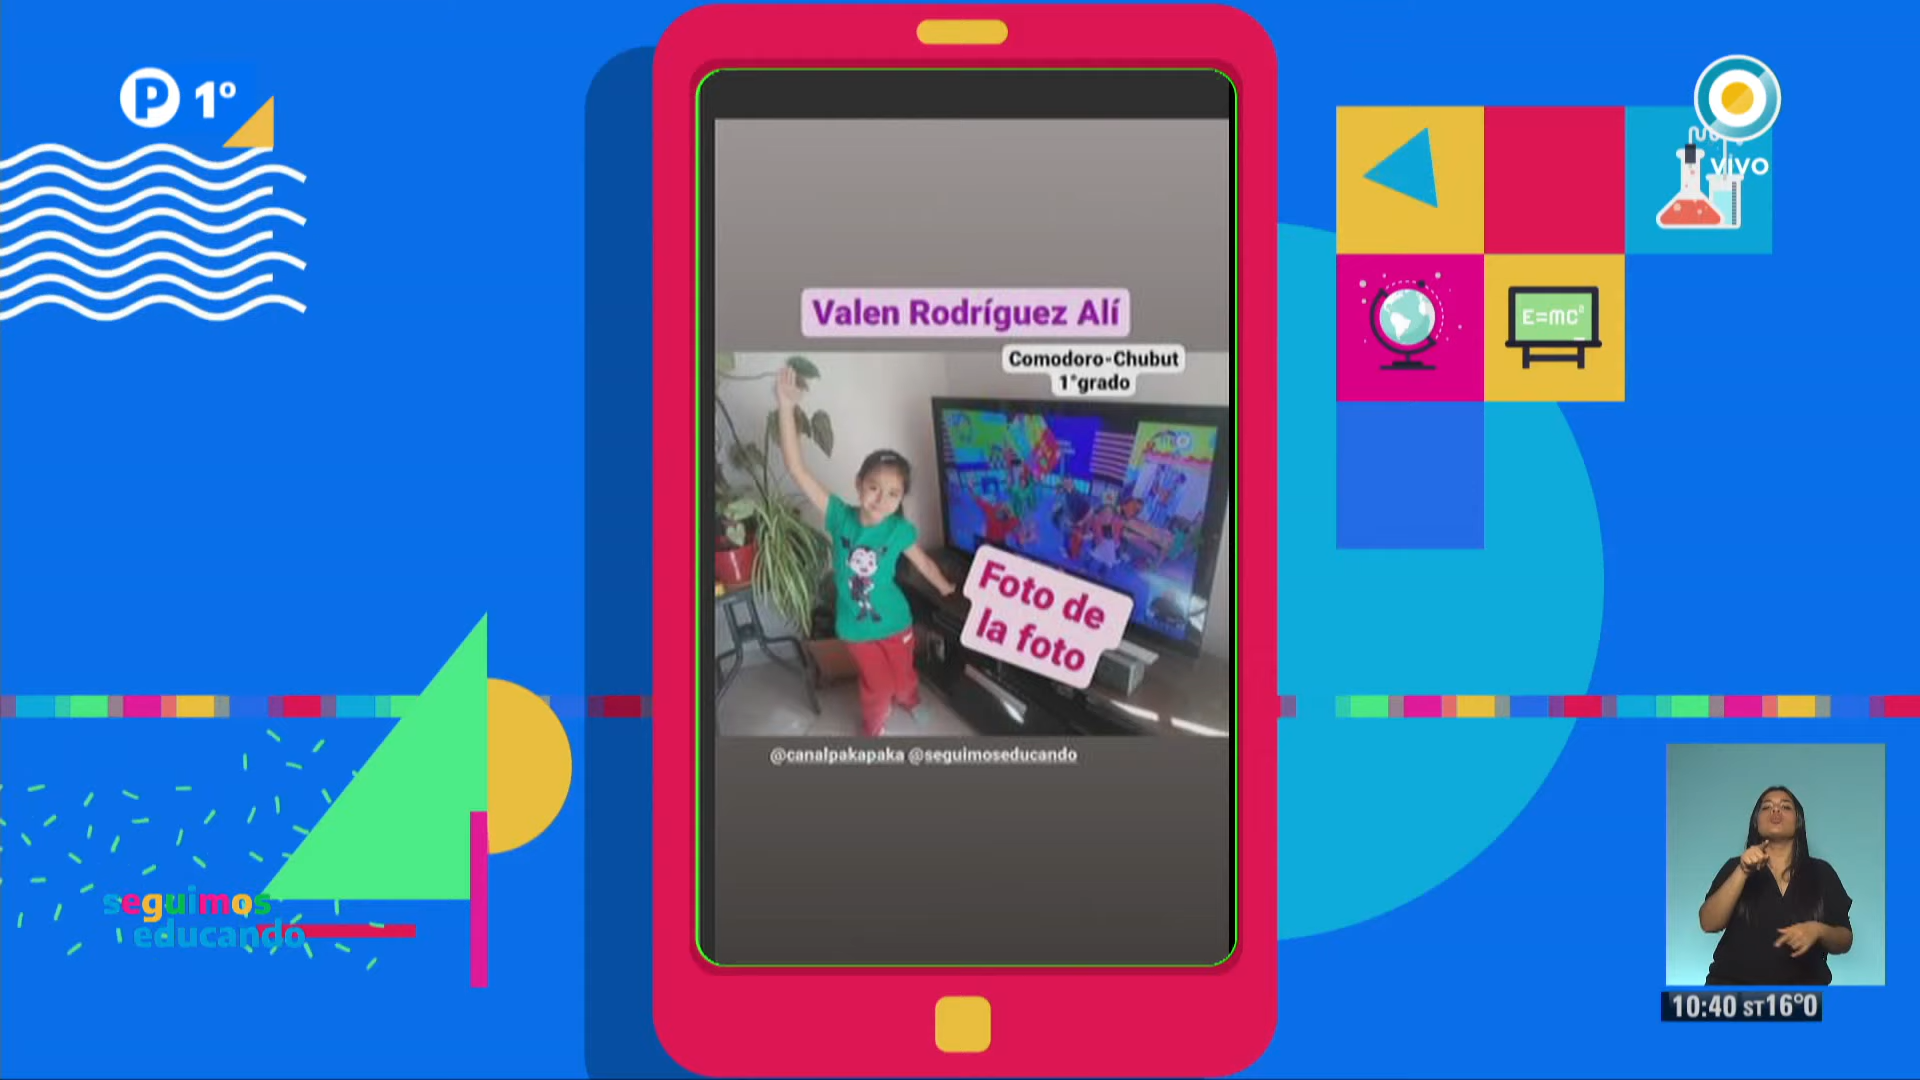 P 1º
vivo
E=mc²
Valen Rodríguez Alí
Comodoro-Chubut
1°grado
Foto de
la foto
@canalpakapaka @seguimoseducando
seguimos
educando
10:40 ST16°0